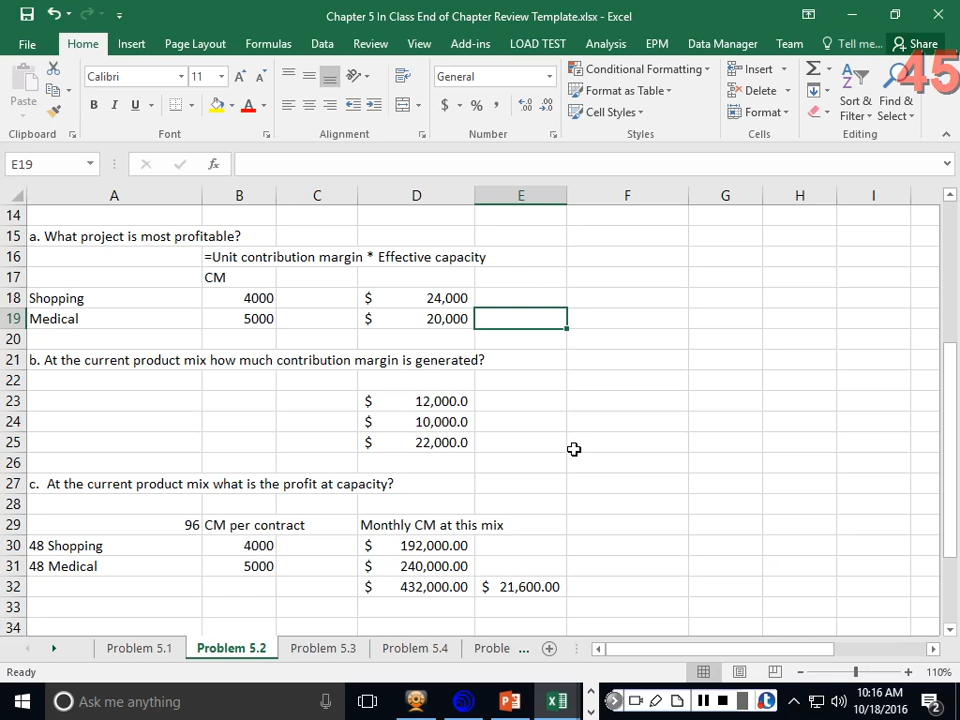 Chapter 5 In Class End of Chapter Review Template.xlsx - Excel
File Home Insert Page Layout Formulas Data Review View Add-ins LOAD TEST Analysis EPM Data Manager Team Tell me... Share
45
Paste Calibri 11 A A General Conditional Formatting Insert Σ A Z
B I U A $ % , .0 .00 Format as Table Delete Sort & Find &
Cell Styles Format Filter Select
Clipboard Font Alignment Number Styles Cells Editing
E19 fx
A B C D E F G H I
14
15 a. What project is most profitable?
16 =Unit contribution margin * Effective capacity
17 CM
18 Shopping 4000 $ 24,000
19 Medical 5000 $ 20,000
20
21 b. At the current product mix how much contribution margin is generated?
22
23 $ 12,000.0
24 $ 10,000.0
25 $ 22,000.0
26
27 c. At the current product mix what is the profit at capacity?
28
29 96 CM per contract Monthly CM at this mix
30 48 Shopping 4000 $ 192,000.00
31 48 Medical 5000 $ 240,000.00
32 $ 432,000.00 $ 21,600.00
33
34
Problem 5.1 Problem 5.2 Problem 5.3 Problem 5.4 Proble ...
Ready 110%
Ask me anything 10:16 AM
10/18/2016 2